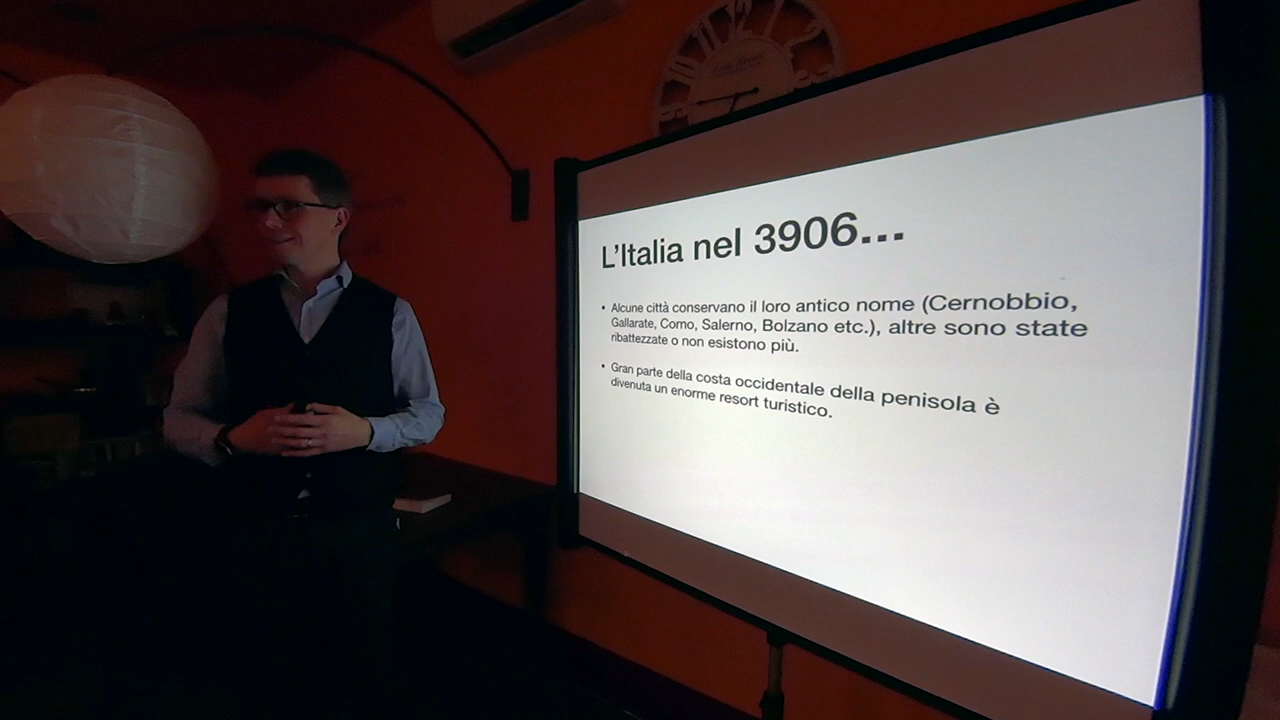 12
L'Italia nel 3906...
• Alcune città conservano il loro antico nome (Cernobbio,
Gallarate, Como, Salerno, Bolzano etc.), altre sono state
ribattezzate o non esistono più.
• Gran parte della costa occidentale della penisola è
divenuta un enorme resort turistico.